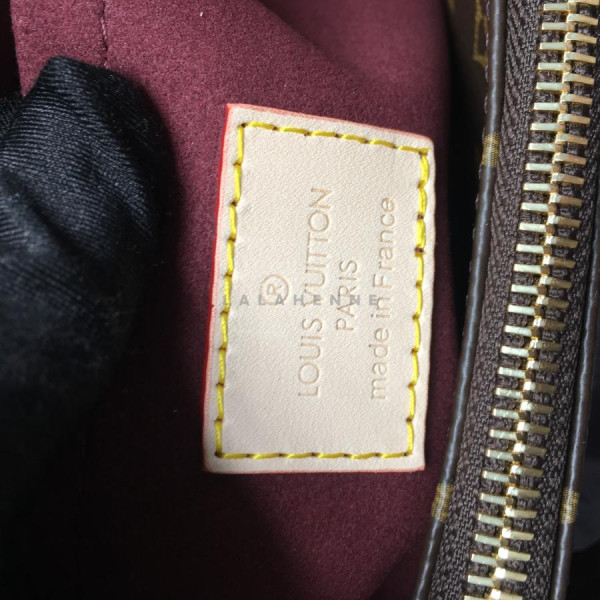 ®
LOUIS VUITTON
PARIS
made in France
LALAHENNE